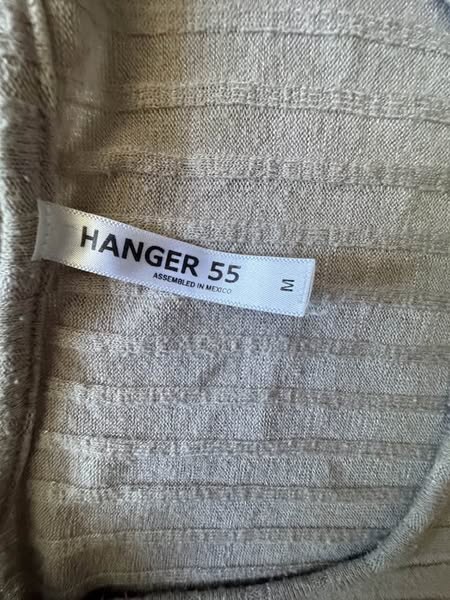 HANGER 55
ASSEMBLED IN MEXICO
M